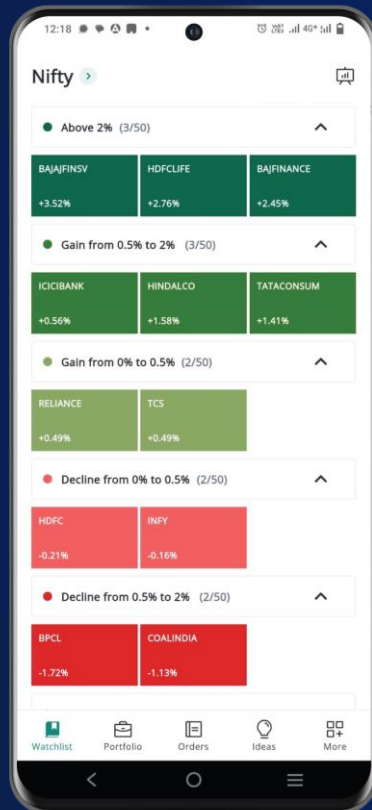 12:18
4G+
Nifty
Above 2% (3/50)
BAJAJFINSV HDFCLIFE BAJFINANCE
+3.52% +2.76% +2.45%
Gain from 0.5% to 2% (3/50)
ICICIBANK HINDALCO TATACONSUM
+0.56% +1.58% +1.41%
Gain from 0% to 0.5% (2/50)
RELIANCE TCS
+0.49% +0.49%
Decline from 0% to 0.5% (2/50)
HDFC INFY
-0.21% -0.16%
Decline from 0.5% to 2% (2/50)
BPCL COALINDIA
-1.72% -1.13%
Watchlist Portfolio Orders Ideas More